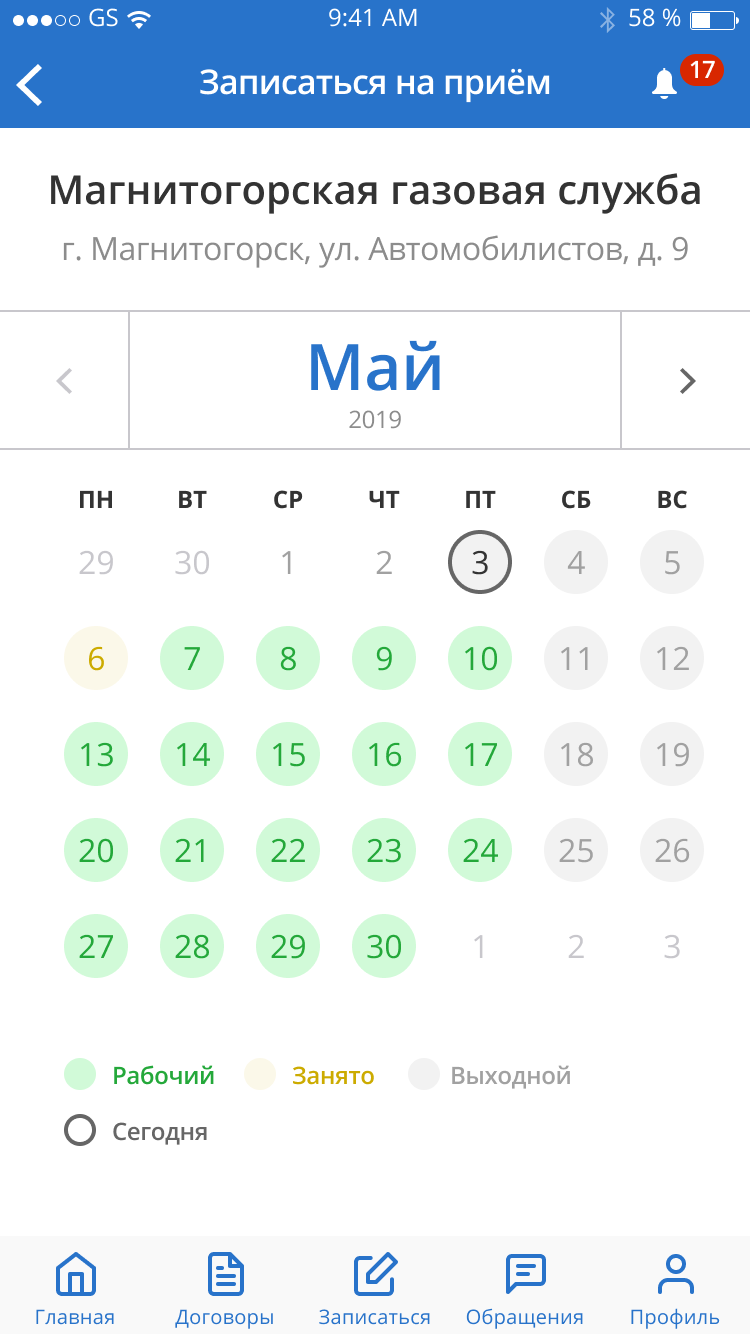 GS 9:41 AM 58 %
Записаться на приём 17
Магнитогорская газовая служба
г. Магнитогорск, ул. Автомобилистов, д. 9
Май
2019
ПН ВТ СР ЧТ ПТ СБ ВС
29 30 1 2 3 4 5
6 7 8 9 10 11 12
13 14 15 16 17 18 19
20 21 22 23 24 25 26
27 28 29 30 1 2 3
Рабочий Занято Выходной
Сегодня
Главная Договоры Записаться Обращения Профиль